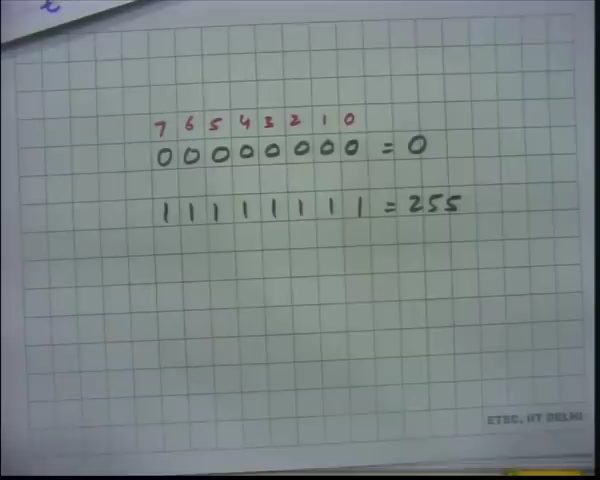 t
7 6 5 4 3 2 1 0
0 0 0 0 0 0 0 0 = 0
1 1 1 1 1 1 1 1 = 255
ETSC, IIT DELHI